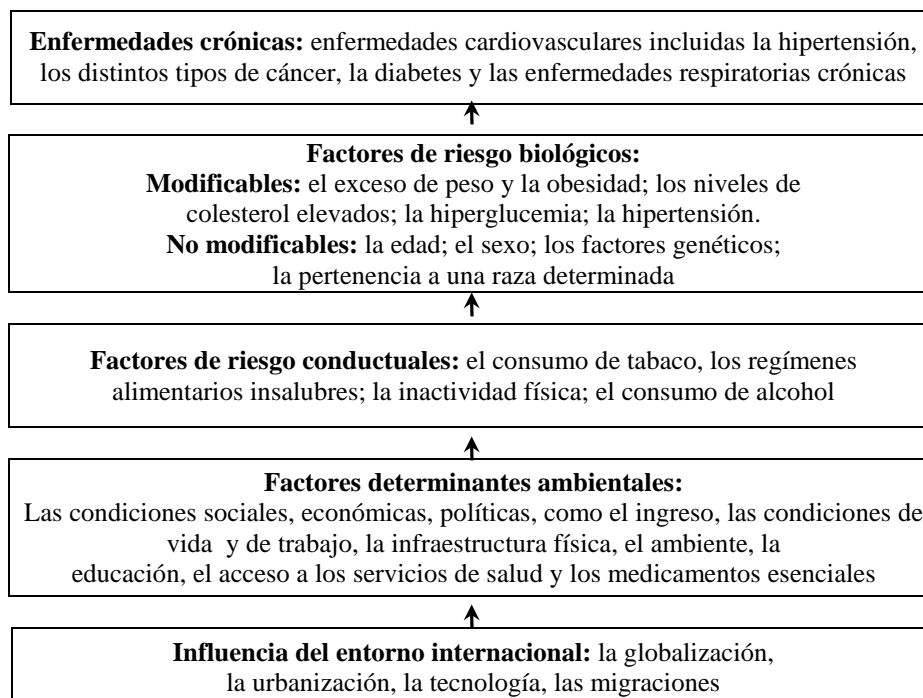 Enfermedades crónicas: enfermedades cardiovasculares incluidas la hipertensión,
los distintos tipos de cáncer, la diabetes y las enfermedades respiratorias crónicas
Factores de riesgo biológicos:
Modificables: el exceso de peso y la obesidad; los niveles de
colesterol elevados; la hiperglucemia; la hipertensión.
No modificables: la edad; el sexo; los factores genéticos;
la pertenencia a una raza determinada
Factores de riesgo conductuales: el consumo de tabaco, los regímenes
alimentarios insalubres; la inactividad física; el consumo de alcohol
Factores determinantes ambientales:
Las condiciones sociales, económicas, políticas, como el ingreso, las condiciones de
vida y de trabajo, la infraestructura física, el ambiente, la
educación, el acceso a los servicios de salud y los medicamentos esenciales
Influencia del entorno internacional: la globalización,
la urbanización, la tecnología, las migraciones